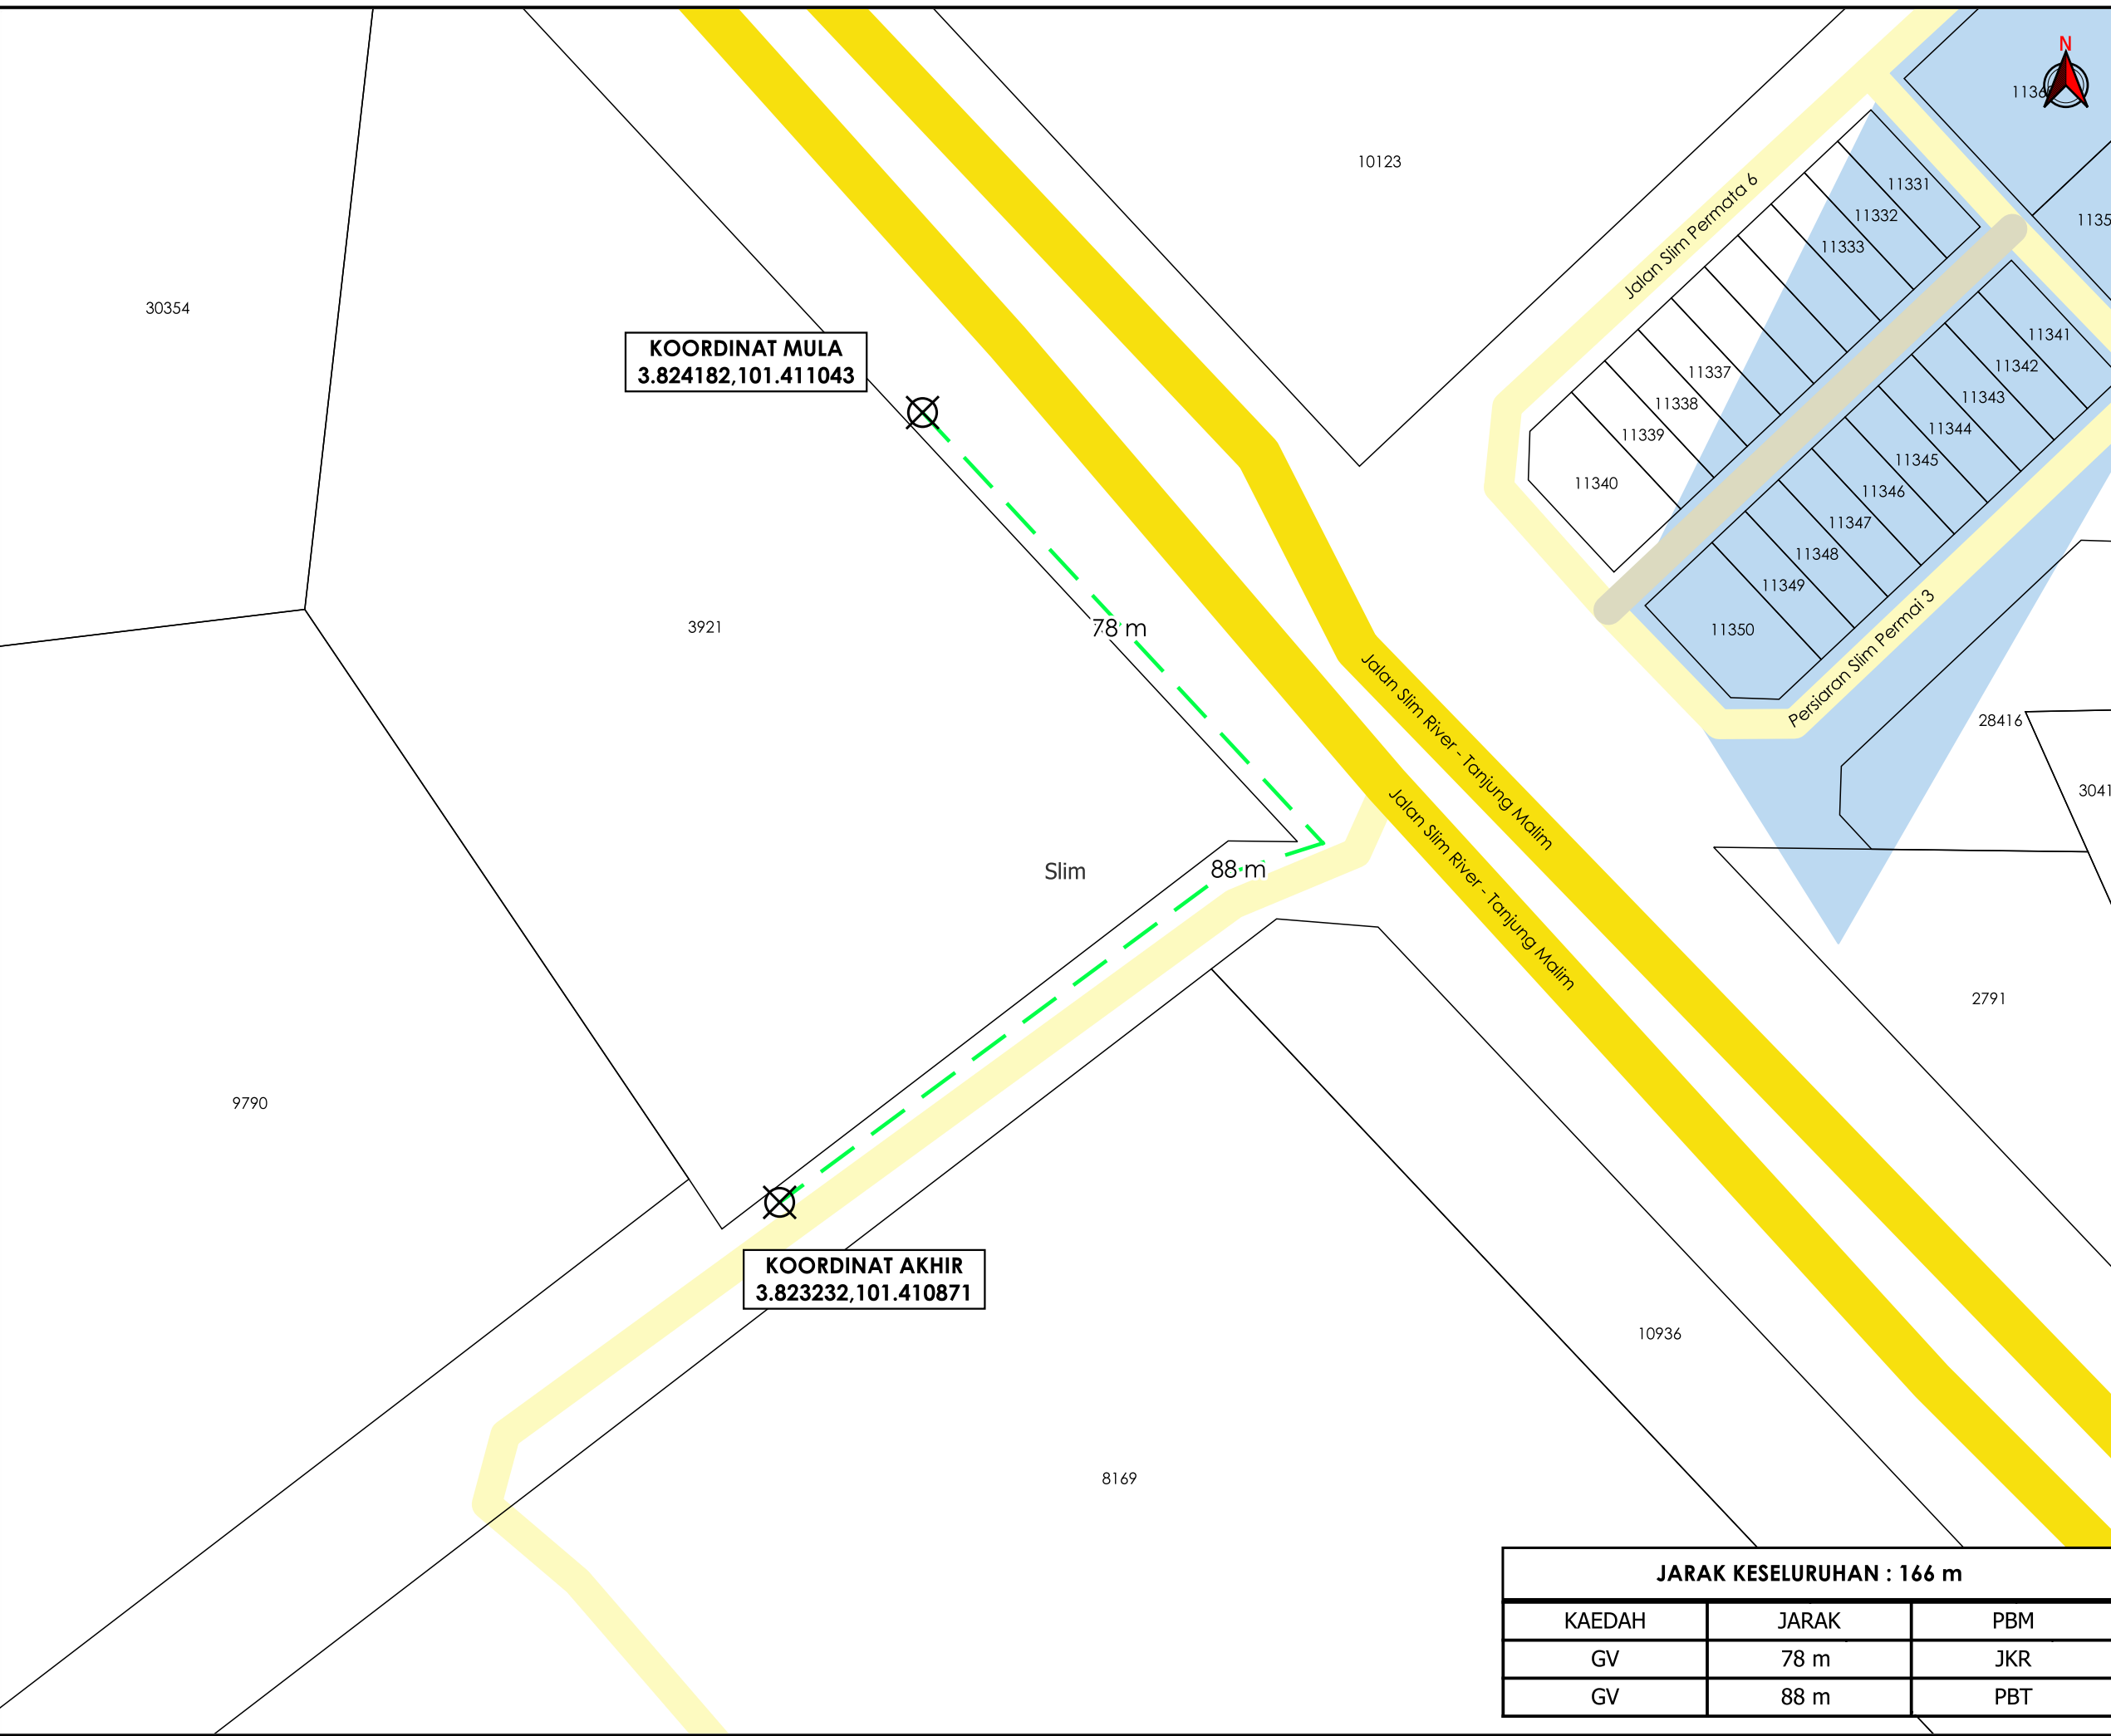 N
10123
11331
11332
11333
Jalan Slim Permata 6
30354
KOORDINAT MULA
3.824182,101.411043
11341
11342
11337
11343
11338
11344
11339
11345
11340
11346
11347
11348
11349
11350
3921
78 m
Jalan Slim River - Tanjung Malim
Persiaran Slim Permai 3
28416
Jalan Slim River - Tanjung Malim
Slim
88 m
2791
9790
KOORDINAT AKHIR
3.823232,101.410871
10936
8169
JARAK KESELURUHAN : 166 m
KAEDAH JARAK PBM
GV 78 m JKR
GV 88 m PBT